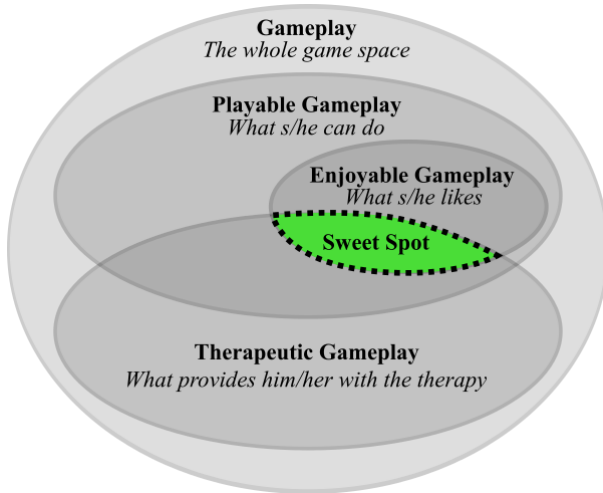 Gameplay
The whole game space
Playable Gameplay
What s/he can do
Enjoyable Gameplay
What s/he likes
Sweet Spot
Therapeutic Gameplay
What provides him/her with the therapy